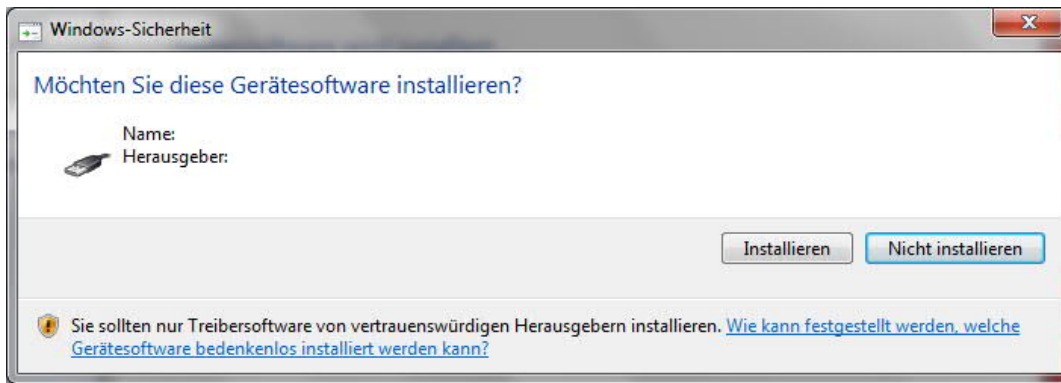 Windows-Sicherheit
Möchten Sie diese Gerätesoftware installieren?
Name:
Herausgeber:
Installieren
Nicht installieren
Sie sollten nur Treibersoftware von vertrauenswürdigen Herausgebern installieren. Wie kann festgestellt werden, welche
Gerätesoftware bedenkenlos installiert werden kann?